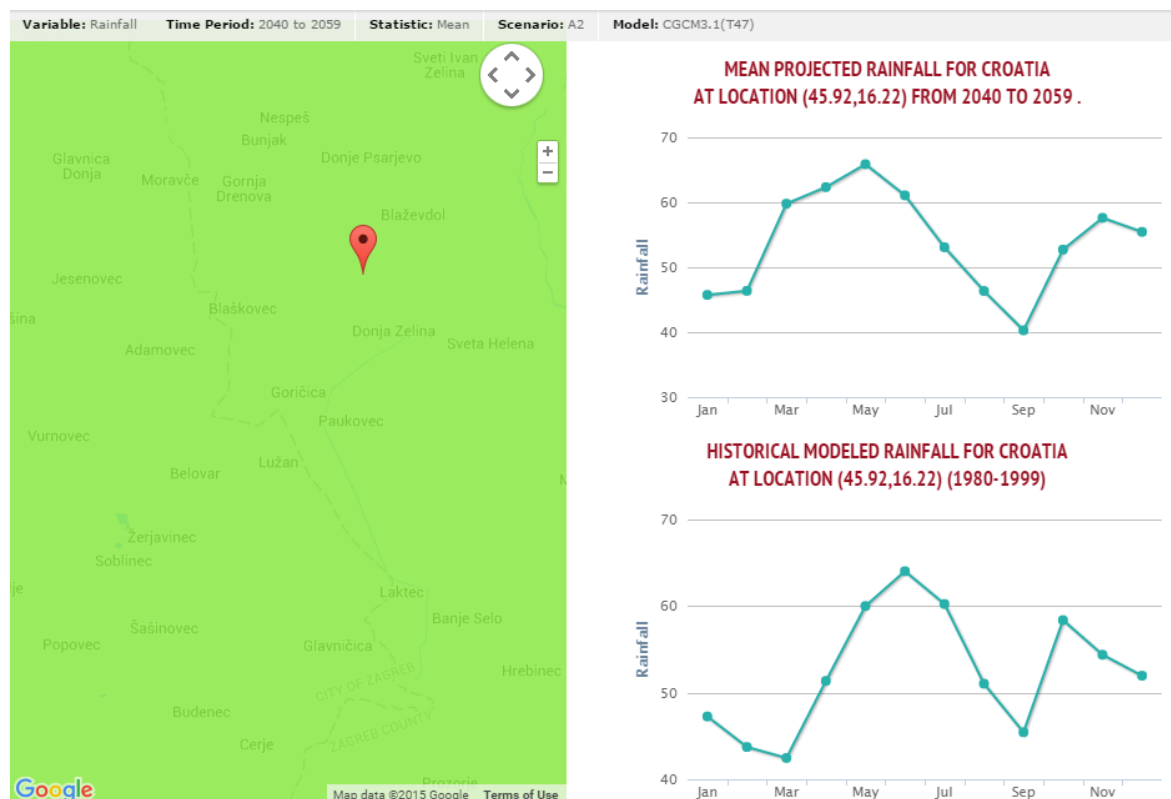 Variable: Rainfall Time Period: 2040 to 2059 Statistic: Mean Scenario: A2 Model: CGCM3.1(T47)
Sveti Ivan
Zelina
Nespeš
Bunjak
Glavnica
Donja
Donje Psarjevo
Moravče
Gornja
Drenova
Blaževdol
Jesenovec
Blaškovec
šina
Donja Zelina
Sveta Helena
Adamovec
Goričica
Paukovec
Vurnovec
Lužan
Belovar
Žerjavinec
Soblinec
je
Laktec
Banje Selo
Šašinovec
Popovec
Glavničica
Hrebinec
CITY OF ZAGREB
Budenec
ZAGREB COUNTY
Cerje
Prozorje
Google
Map data ©2015 Google Terms of Use
+
−
MEAN PROJECTED RAINFALL FOR CROATIA
AT LOCATION (45.92,16.22) FROM 2040 TO 2059 .
70
60
50
40
30
Rainfall
Jan Mar May Jul Sep Nov
HISTORICAL MODELED RAINFALL FOR CROATIA
AT LOCATION (45.92,16.22) (1980-1999)
70
60
50
40
Rainfall
Jan Mar May Jul Sep Nov